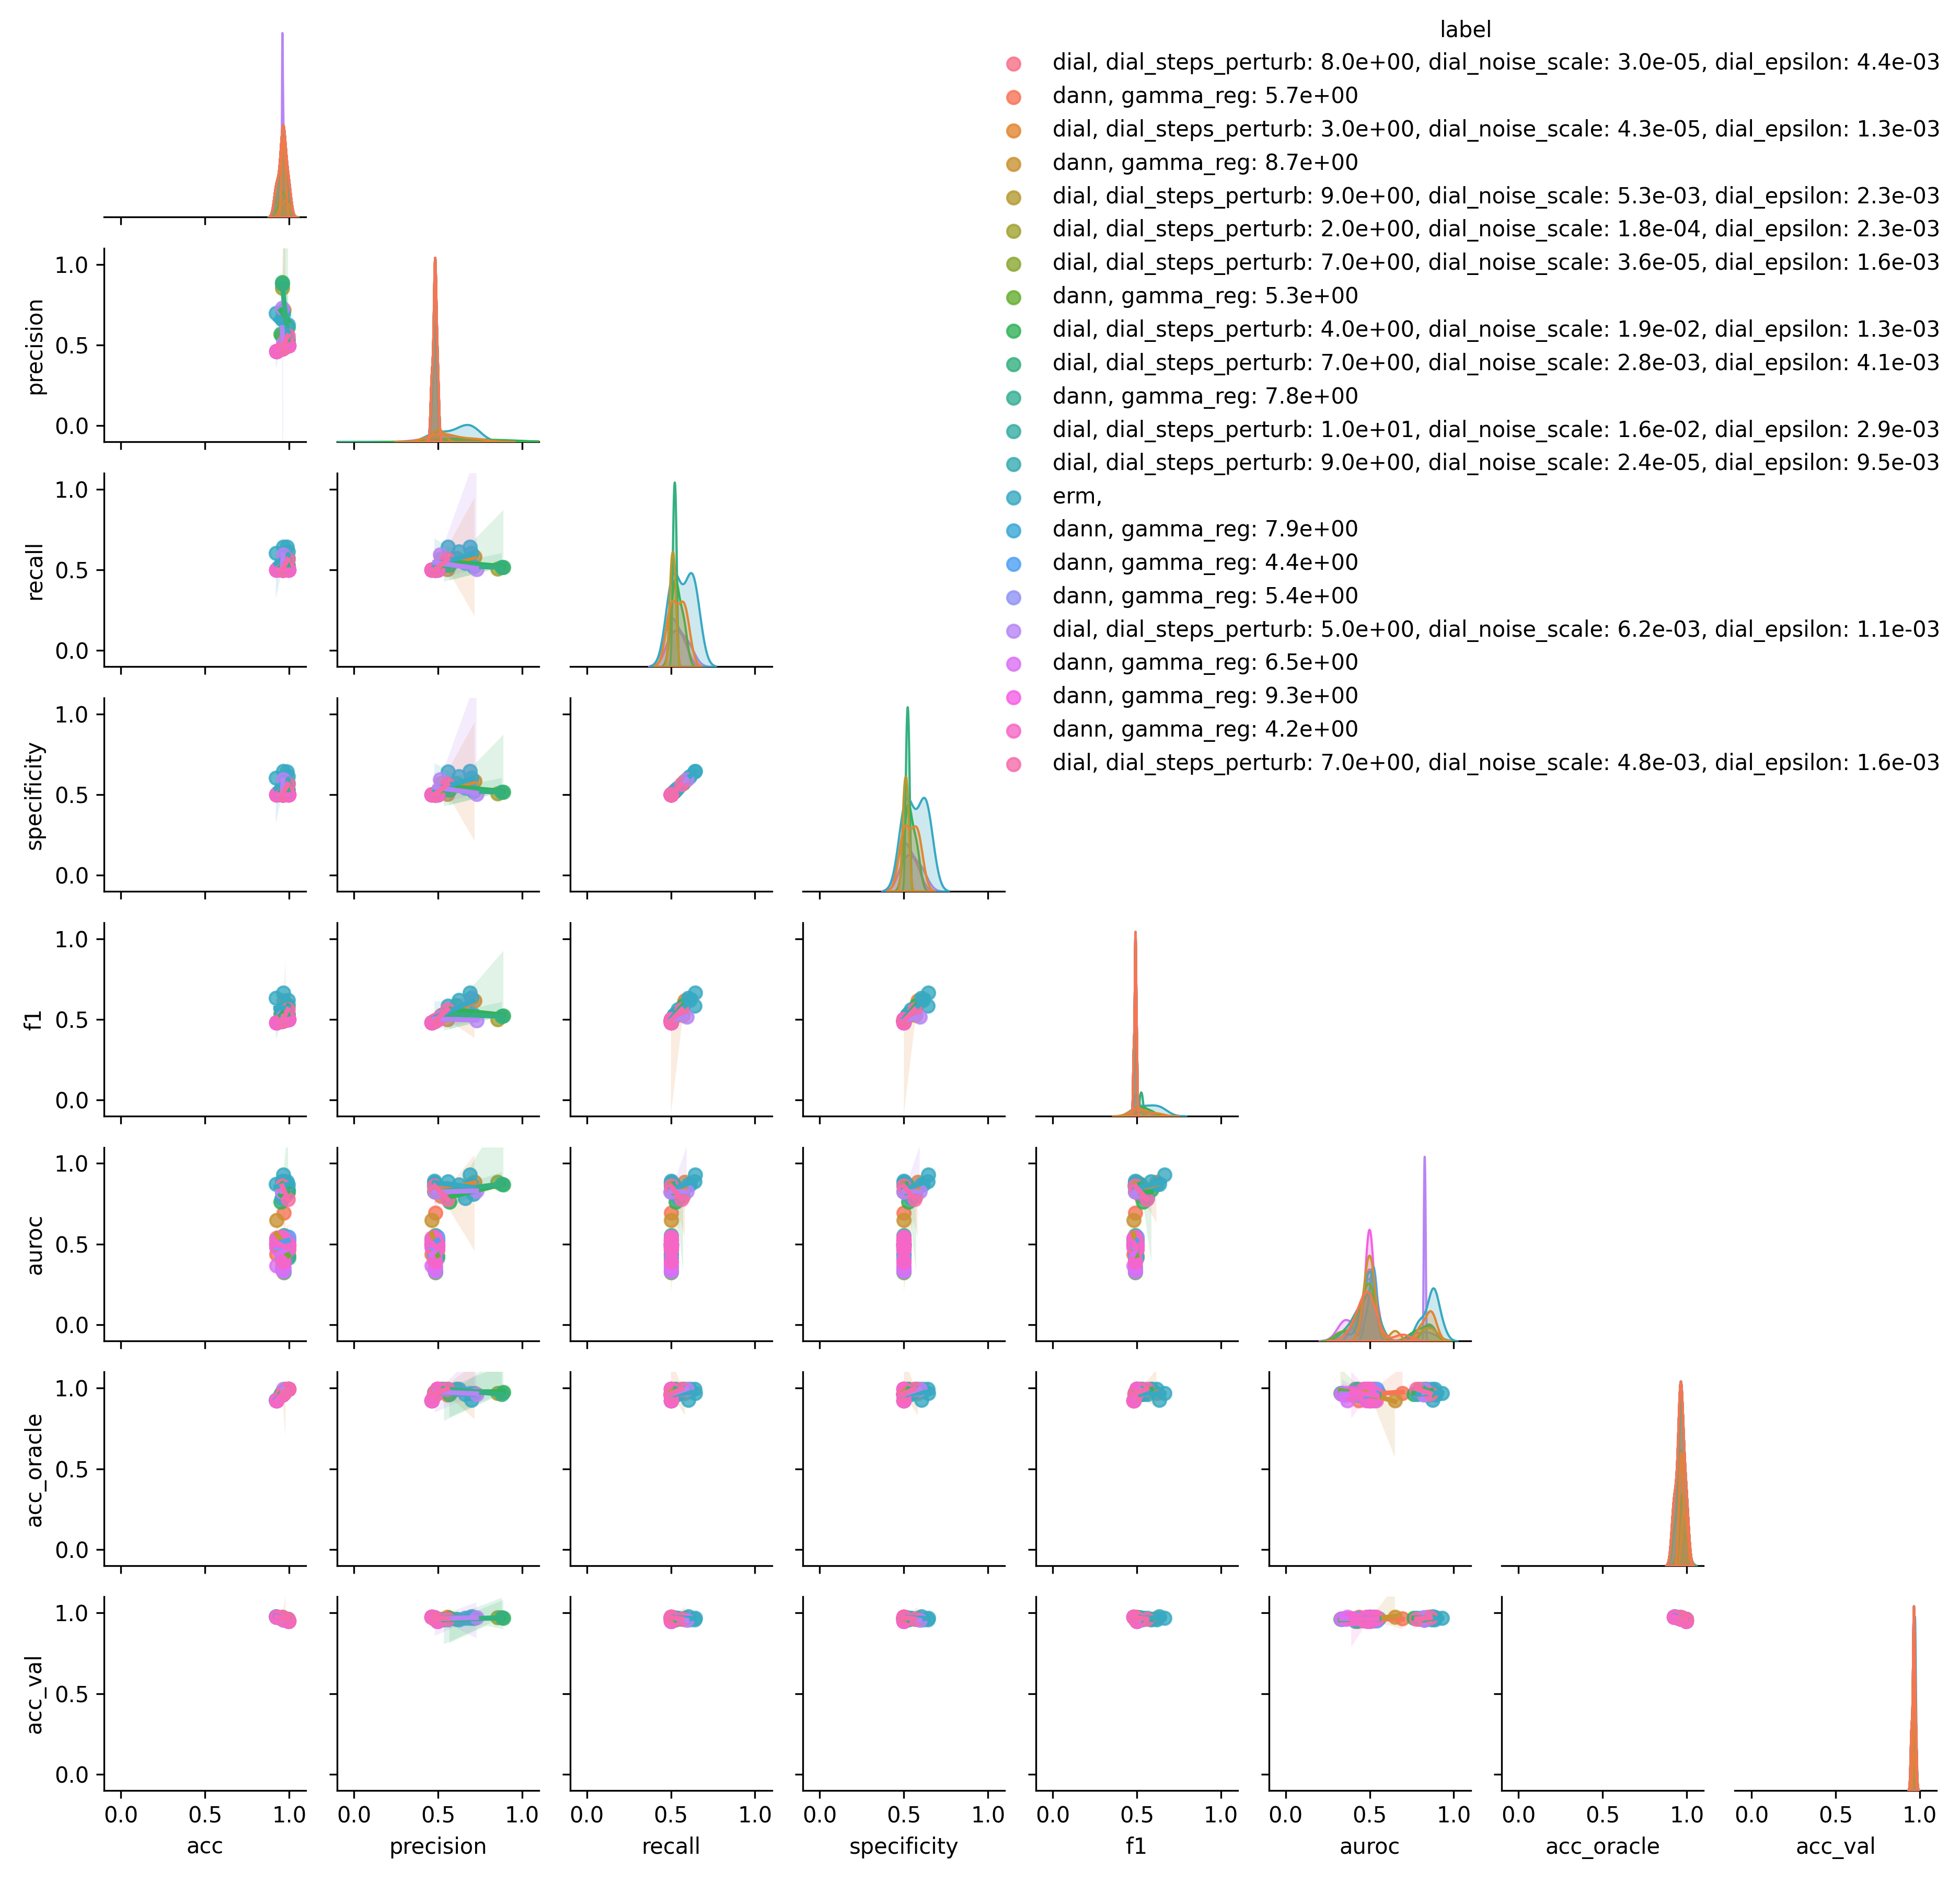 label
dial, dial_steps_perturb: 8.0e+00, dial_noise_scale: 3.0e-05, dial_epsilon: 4.4e-03
dann, gamma_reg: 5.7e+00
dial, dial_steps_perturb: 3.0e+00, dial_noise_scale: 4.3e-05, dial_epsilon: 1.3e-03
dann, gamma_reg: 8.7e+00
dial, dial_steps_perturb: 9.0e+00, dial_noise_scale: 5.3e-03, dial_epsilon: 2.3e-03
dial, dial_steps_perturb: 2.0e+00, dial_noise_scale: 1.8e-04, dial_epsilon: 2.3e-03
dial, dial_steps_perturb: 7.0e+00, dial_noise_scale: 3.6e-05, dial_epsilon: 1.6e-03
dann, gamma_reg: 5.3e+00
dial, dial_steps_perturb: 4.0e+00, dial_noise_scale: 1.9e-02, dial_epsilon: 1.3e-03
dial, dial_steps_perturb: 7.0e+00, dial_noise_scale: 2.8e-03, dial_epsilon: 4.1e-03
dann, gamma_reg: 7.8e+00
dial, dial_steps_perturb: 1.0e+01, dial_noise_scale: 1.6e-02, dial_epsilon: 2.9e-03
dial, dial_steps_perturb: 9.0e+00, dial_noise_scale: 2.4e-05, dial_epsilon: 9.5e-03
erm,
dann, gamma_reg: 7.9e+00
dann, gamma_reg: 4.4e+00
dann, gamma_reg: 5.4e+00
dial, dial_steps_perturb: 5.0e+00, dial_noise_scale: 6.2e-03, dial_epsilon: 1.1e-03
dann, gamma_reg: 6.5e+00
dann, gamma_reg: 9.3e+00
dann, gamma_reg: 4.2e+00
dial, dial_steps_perturb: 7.0e+00, dial_noise_scale: 4.8e-03, dial_epsilon: 1.6e-03
1.0
0.5
0.0
precision
1.0
0.5
0.0
recall
1.0
0.5
0.0
specificity
1.0
0.5
0.0
f1
1.0
0.5
0.0
auroc
1.0
0.5
0.0
acc_oracle
1.0
0.5
0.0
acc_val
0.0 0.5 1.0 0.0 0.5 1.0 0.0 0.5 1.0 0.0 0.5 1.0 0.0 0.5 1.0 0.0 0.5 1.0 0.0 0.5 1.0 0.0 0.5 1.0
acc precision recall specificity f1 auroc acc_oracle acc_val